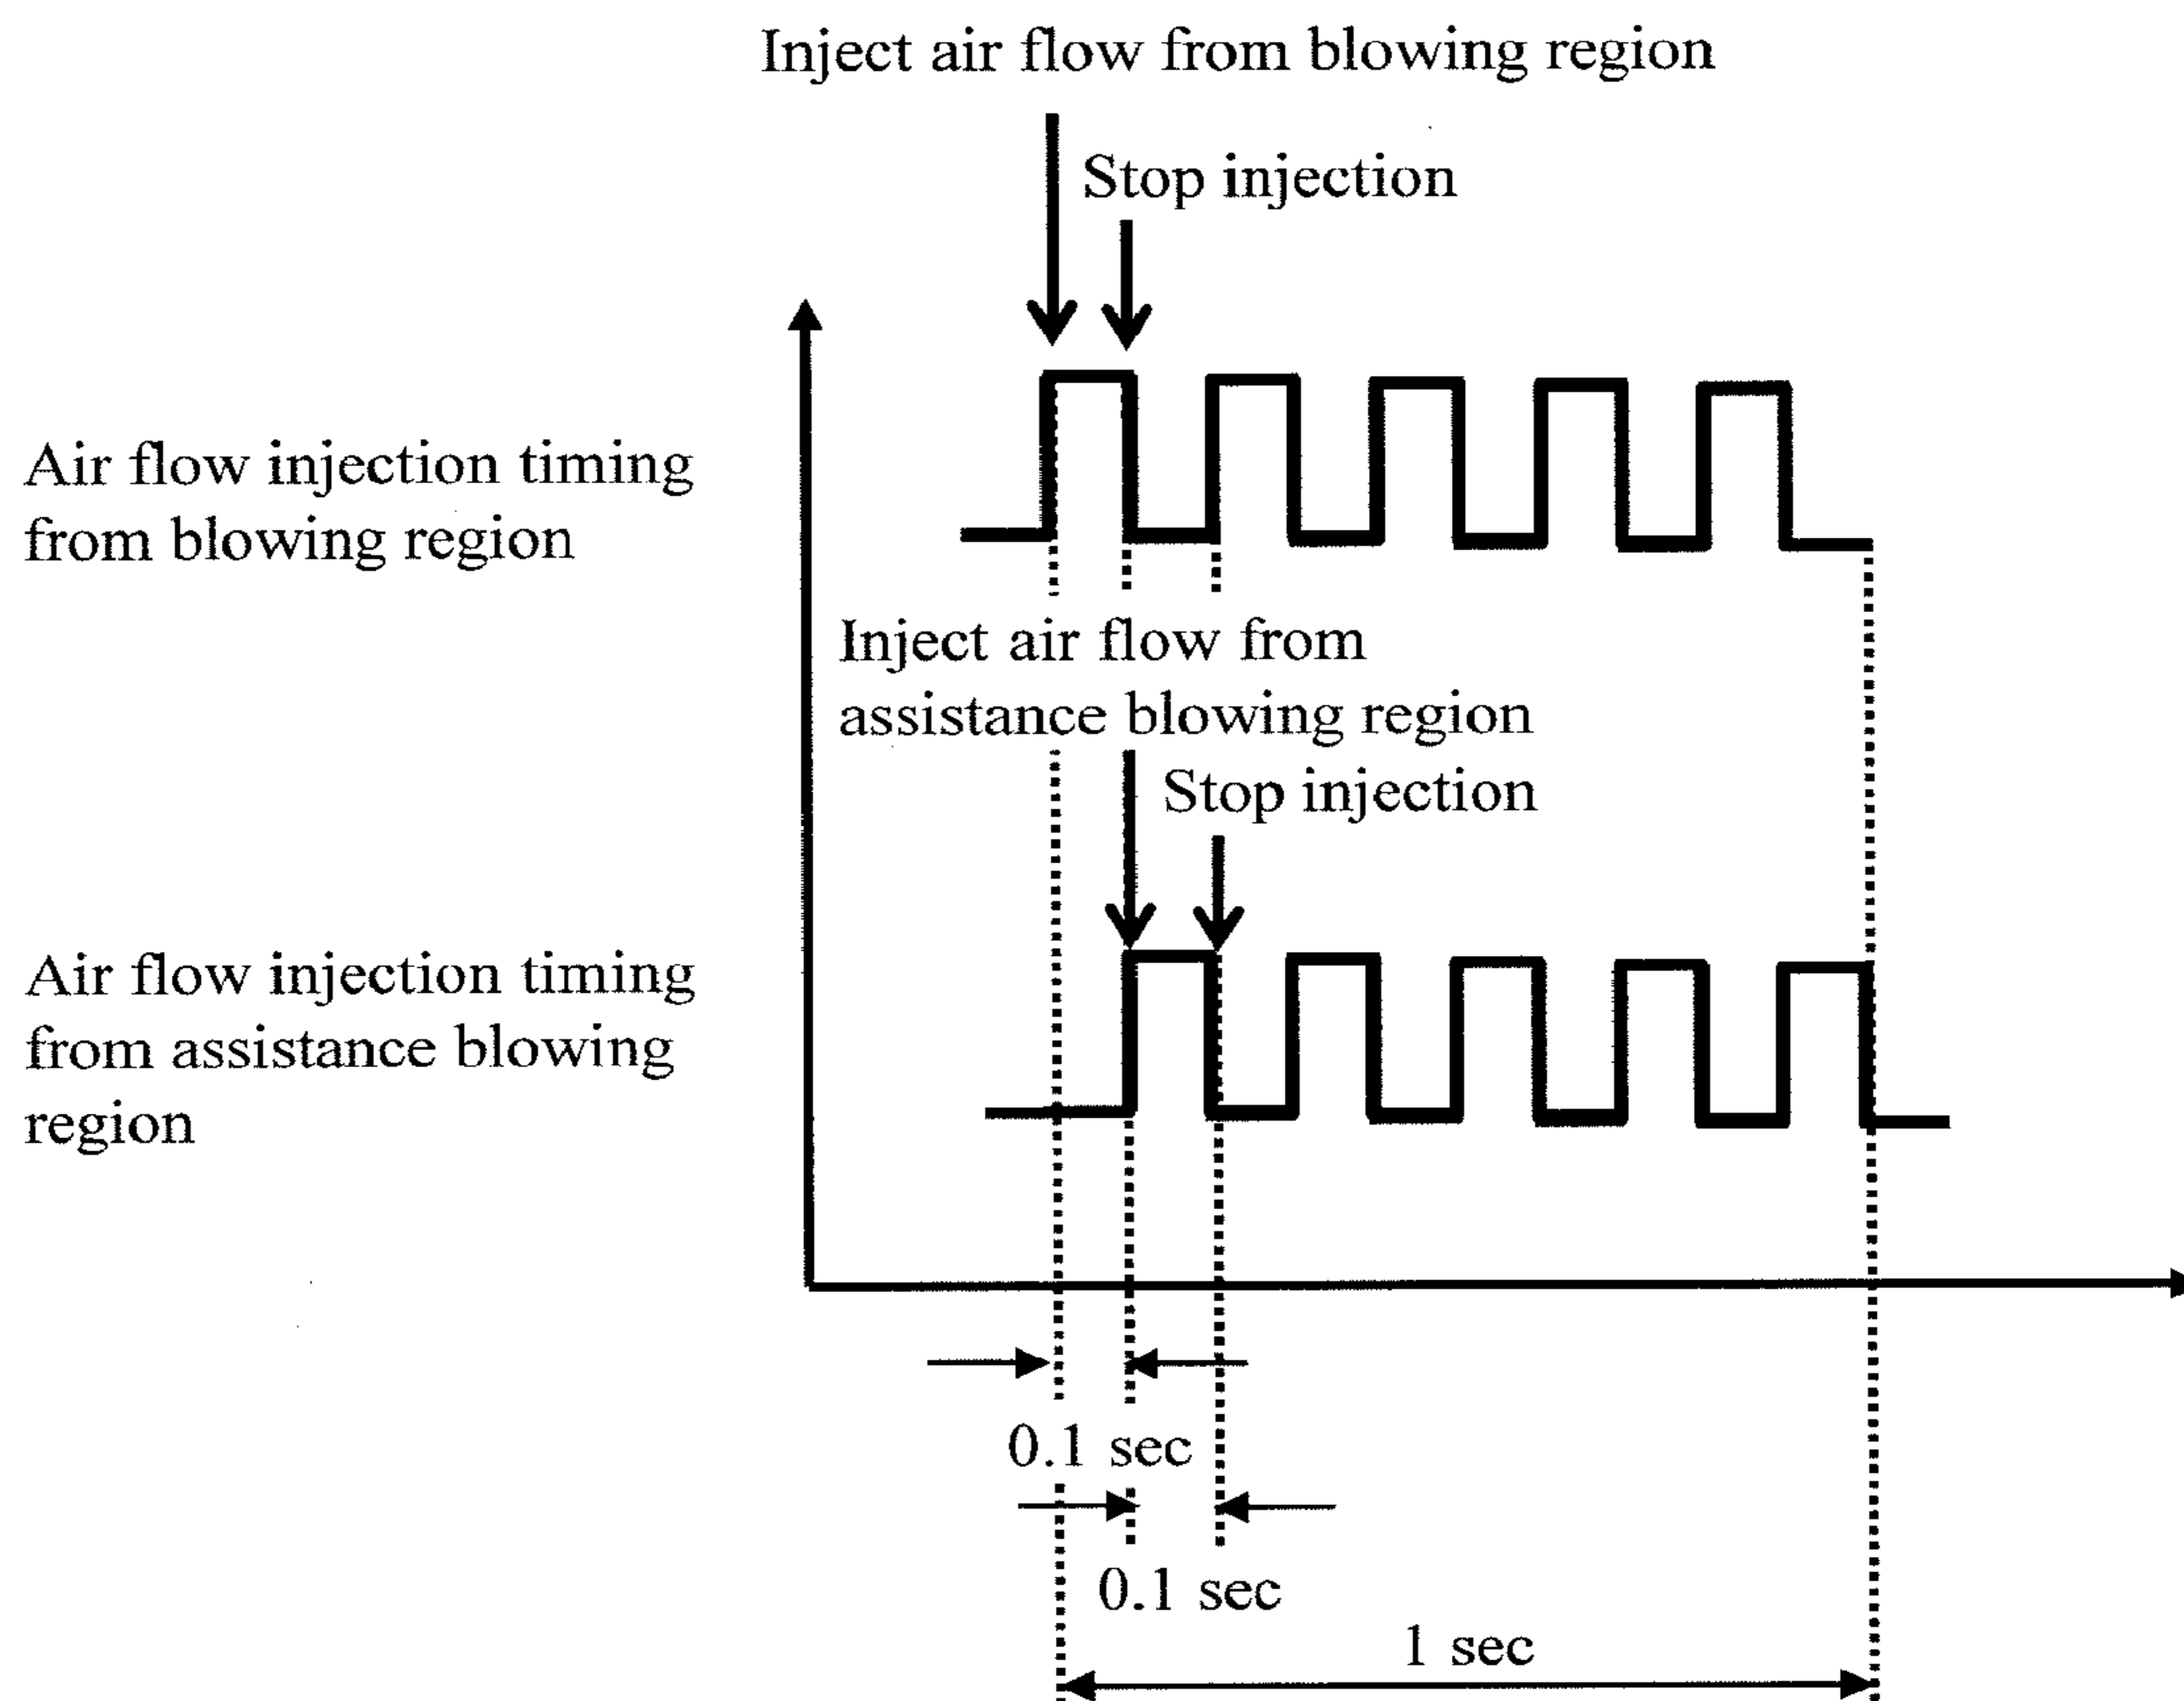 Inject air flow from blowing region
Stop injection
Air flow injection timing
from blowing region
Inject air flow from
assistance blowing region
Stop injection
Air flow injection timing
from assistance blowing
region
0.1 sec
0.1 sec
1 sec